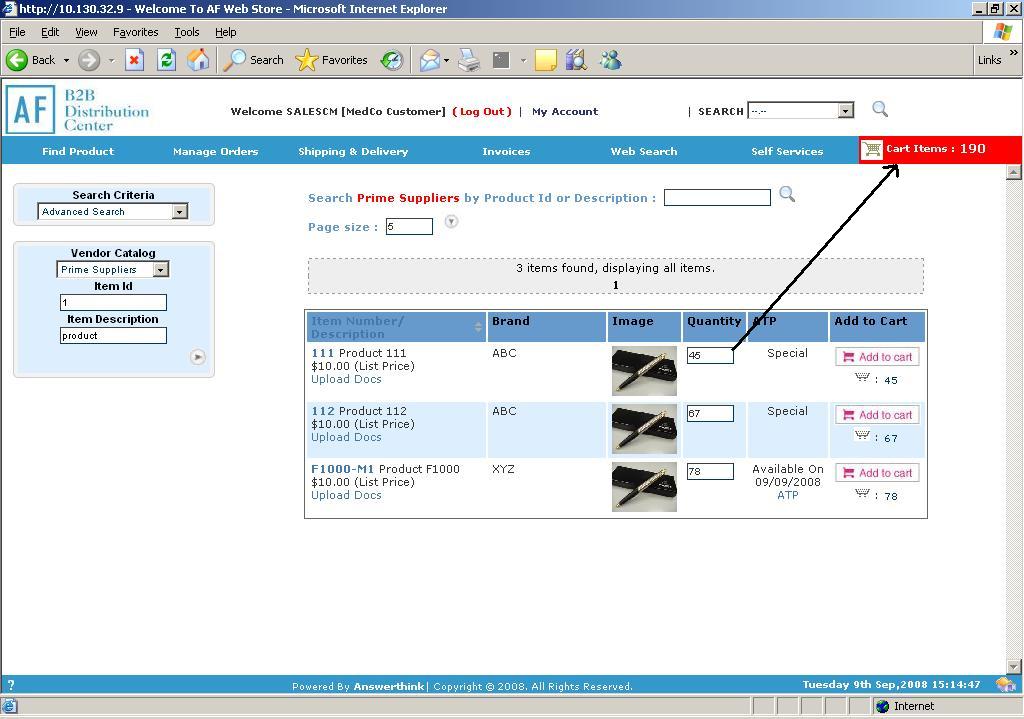 http://10.130.32.9 - Welcome To AF Web Store - Microsoft Internet Explorer
File Edit View Favorites Tools Help
Back Search Favorites Links »
AF B2B
Distribution
Center
Welcome SALESCM [MedCo Customer] ( Log Out ) | My Account | SEARCH --.--
Find Product Manage Orders Shipping & Delivery Invoices Web Search Self Services Cart Items : 190
Search Criteria
Advanced Search
Vendor Catalog
Prime Suppliers
Item Id
1
Item Description
product
Search Prime Suppliers by Product Id or Description :
Page size : 5
3 items found, displaying all items.
1
Item Number/
Description Brand Image Quantity ATP Add to Cart
111 Product 111 ABC 45 Special Add to cart
$10.00 (List Price)
Upload Docs : 45
112 Product 112 ABC 67 Special Add to cart
$10.00 (List Price)
Upload Docs : 67
F1000-M1 Product F1000 XYZ 78 Available On Add to cart
$10.00 (List Price) 09/09/2008
Upload Docs ATP : 78
? Powered By Answerthink | Copyright © 2008. All Rights Reserved. Tuesday 9th Sep,2008 15:14:47
Internet